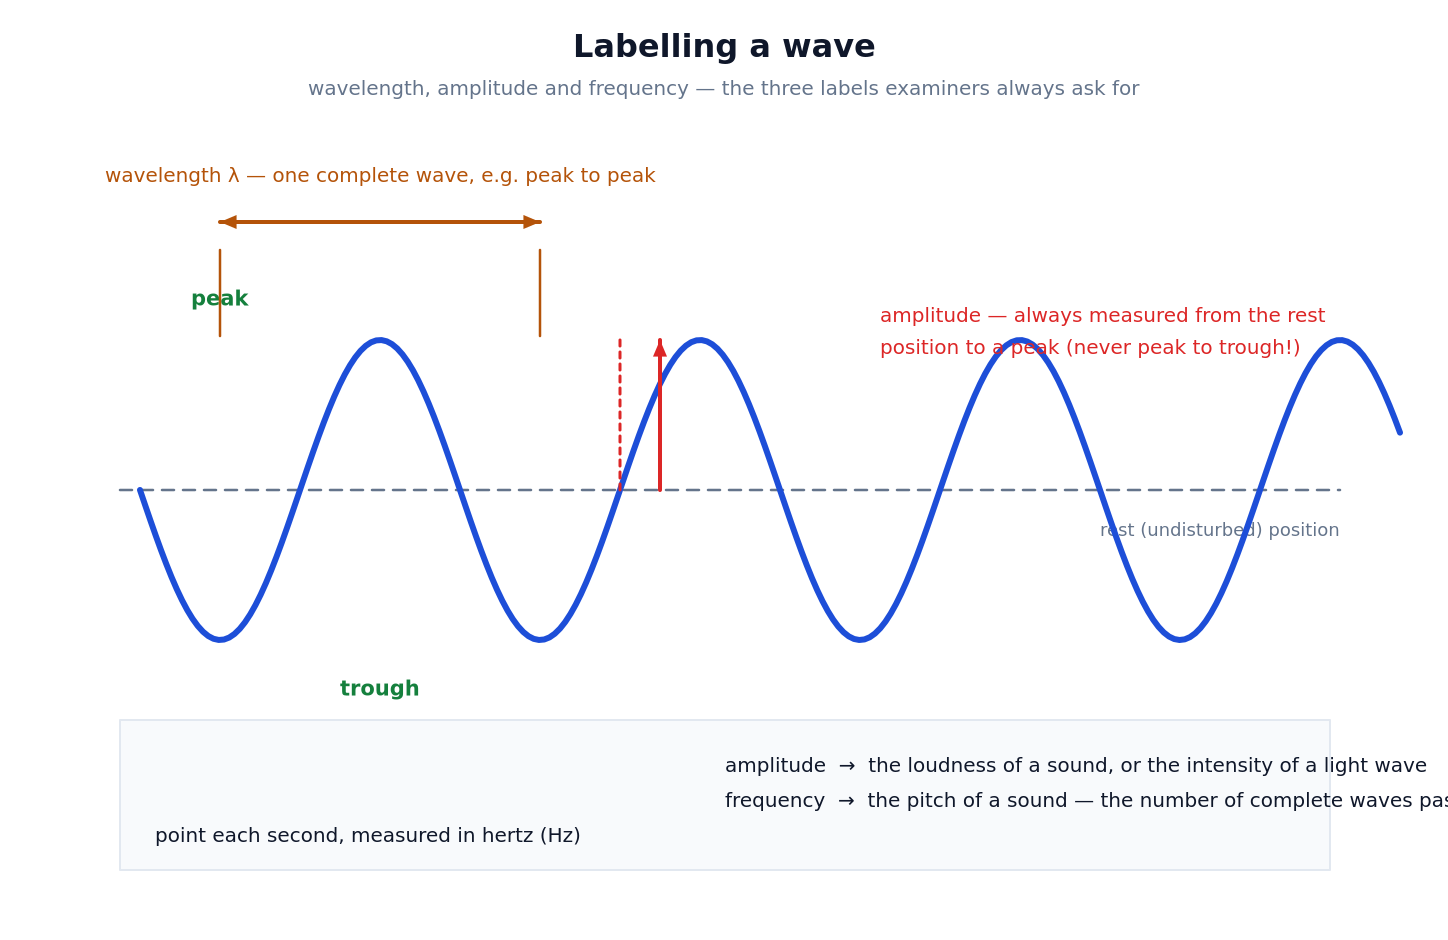 Labelling a wave
wavelength, amplitude and frequency — the three labels examiners always ask for
wavelength λ — one complete wave, e.g. peak to peak
peak
amplitude — always measured from the rest
position to a peak (never peak to trough!)
rest (undisturbed) position
trough
amplitude → the loudness of a sound, or the intensity of a light wave
frequency → the pitch of a sound — the number of complete waves
point each second, measured in hertz (Hz)